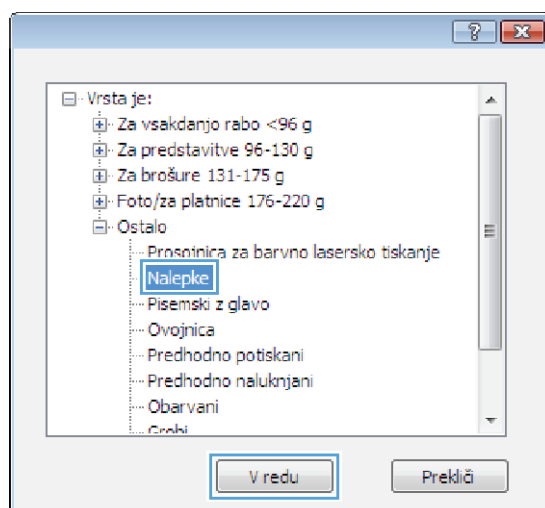 Vrsta je:
Za vsakdanjo rabo <96 g
Za predstavitve 96-130 g
Za brošure 131-175 g
Foto/za platnice 176-220 g
Ostalo
Prosojnica za barvno lasersko tiskanje
Nalepke
Pisemski z glavo
Ovojnica
Predhodno potiskani
Predhodno naluknjani
Obarvani
Grobi
V redu
Prekliči